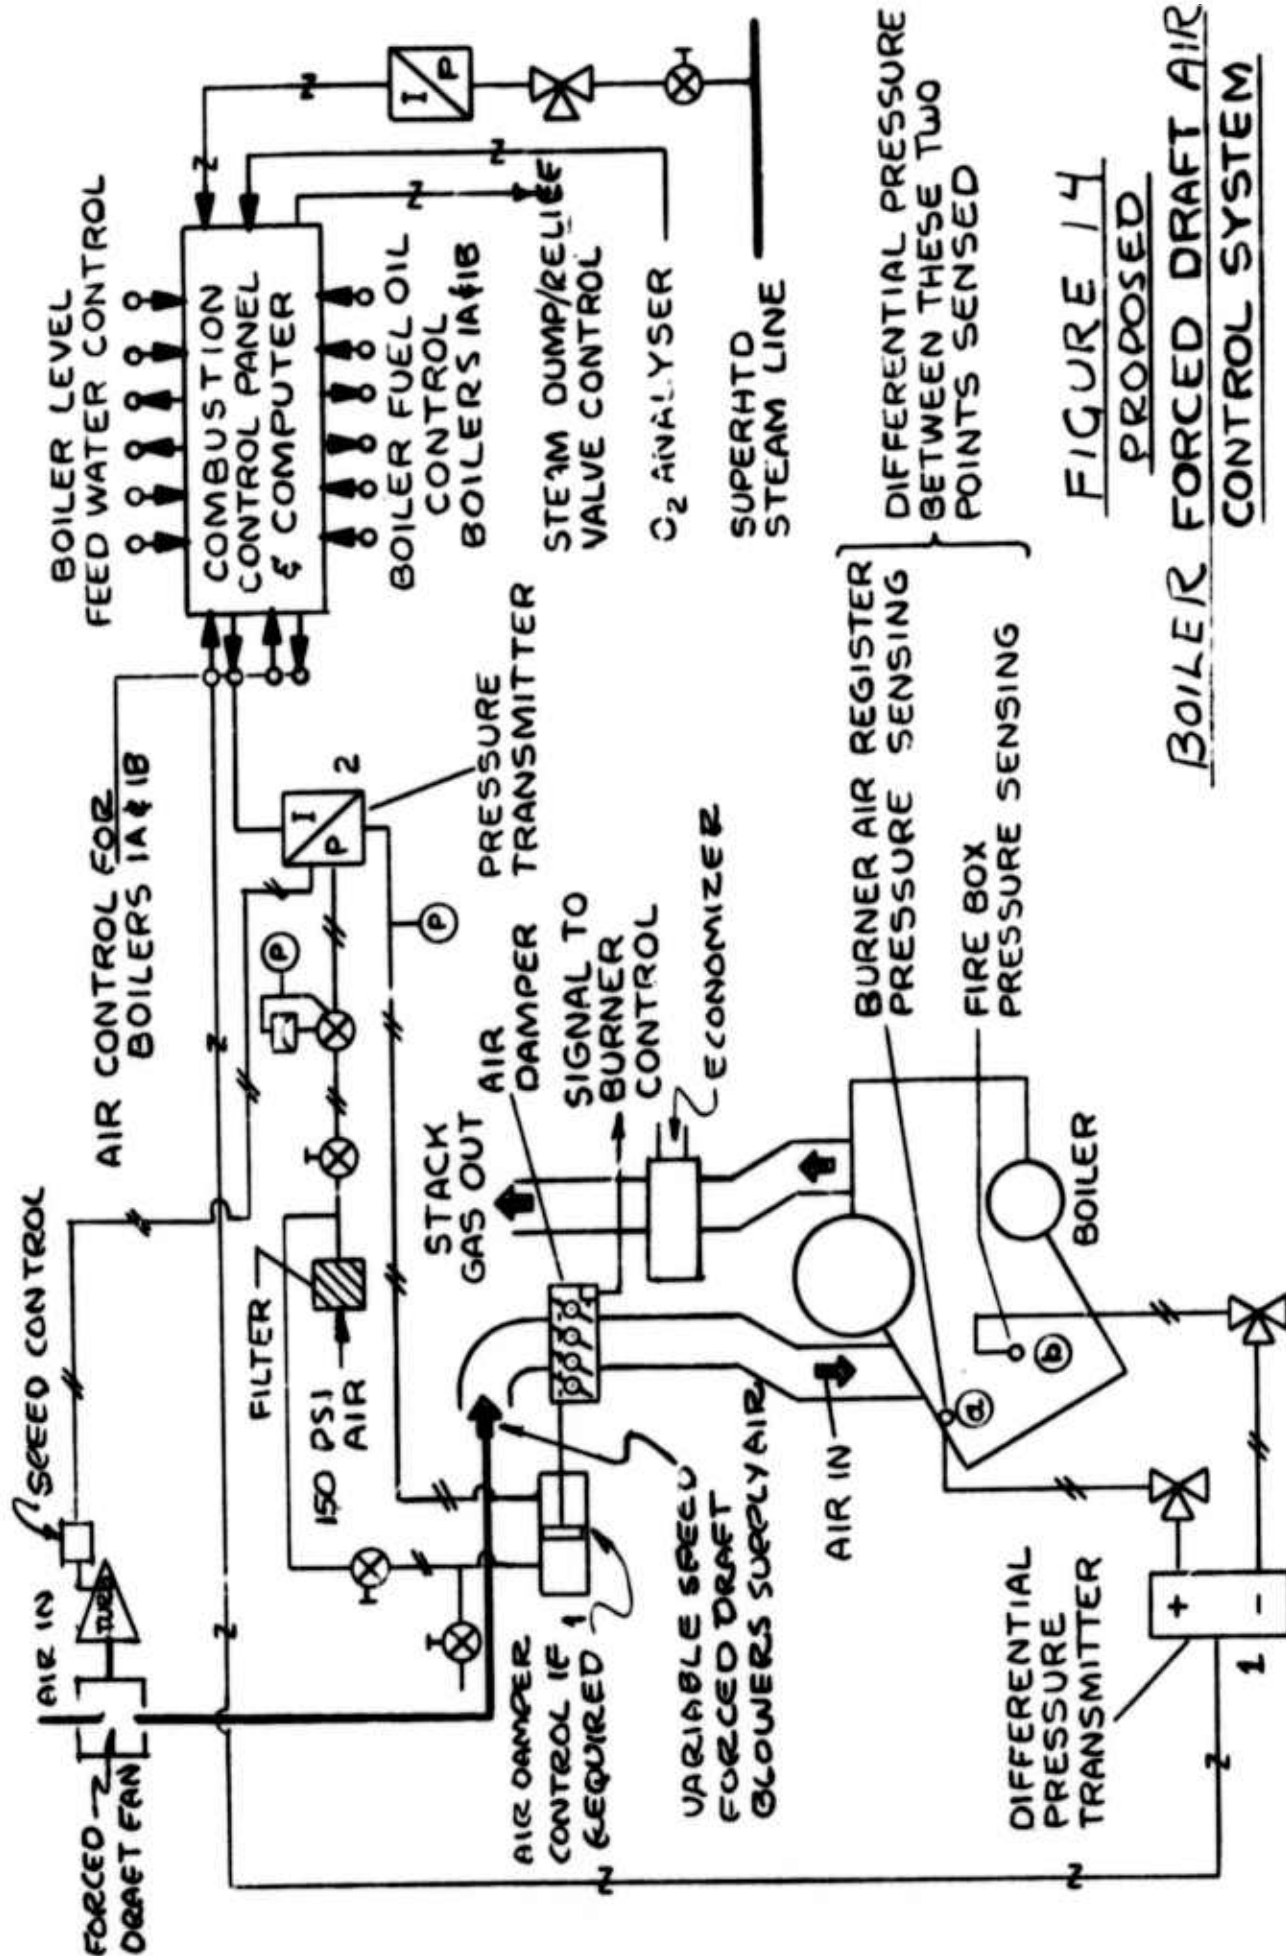 BOILER LEVEL
FEED WATER CONTROL
COMBUSTION
CONTROL PANEL
& COMPUTER
I
P
BOILER FUEL OIL
CONTROL
BOILERS 1A&1B
STEAM DUMP/RELIEF
VALVE CONTROL
O2 ANALYSER
SUPERHTD
STEAM LINE
AIR CONTROL FOR
BOILERS 1A & 1B
I
P
2
PRESSURE
TRANSMITTER
P
P
SPEED CONTROL
AIR IN
TURB
FORCED
DRAFT FAN
FILTER
150 PSI
AIR
STACK
GAS OUT
AIR
DAMPER
SIGNAL TO
BURNER
CONTROL
ECONOMIZER
AIR DAMPER
CONTROL IF
REQUIRED
1
VARIABLE SPEED
FORCED DRAFT
BLOWERS SUPPLY AIR
AIR IN
BOILER
BURNER AIR REGISTER
PRESSURE SENSING
FIRE BOX
PRESSURE SENSING
DIFFERENTIAL PRESSURE
BETWEEN THESE TWO
POINTS SENSED
a
b
DIFFERENTIAL
PRESSURE
TRANSMITTER
+
-
1
FIGURE 14
PROPOSED
BOILER FORCED DRAFT AIR
CONTROL SYSTEM